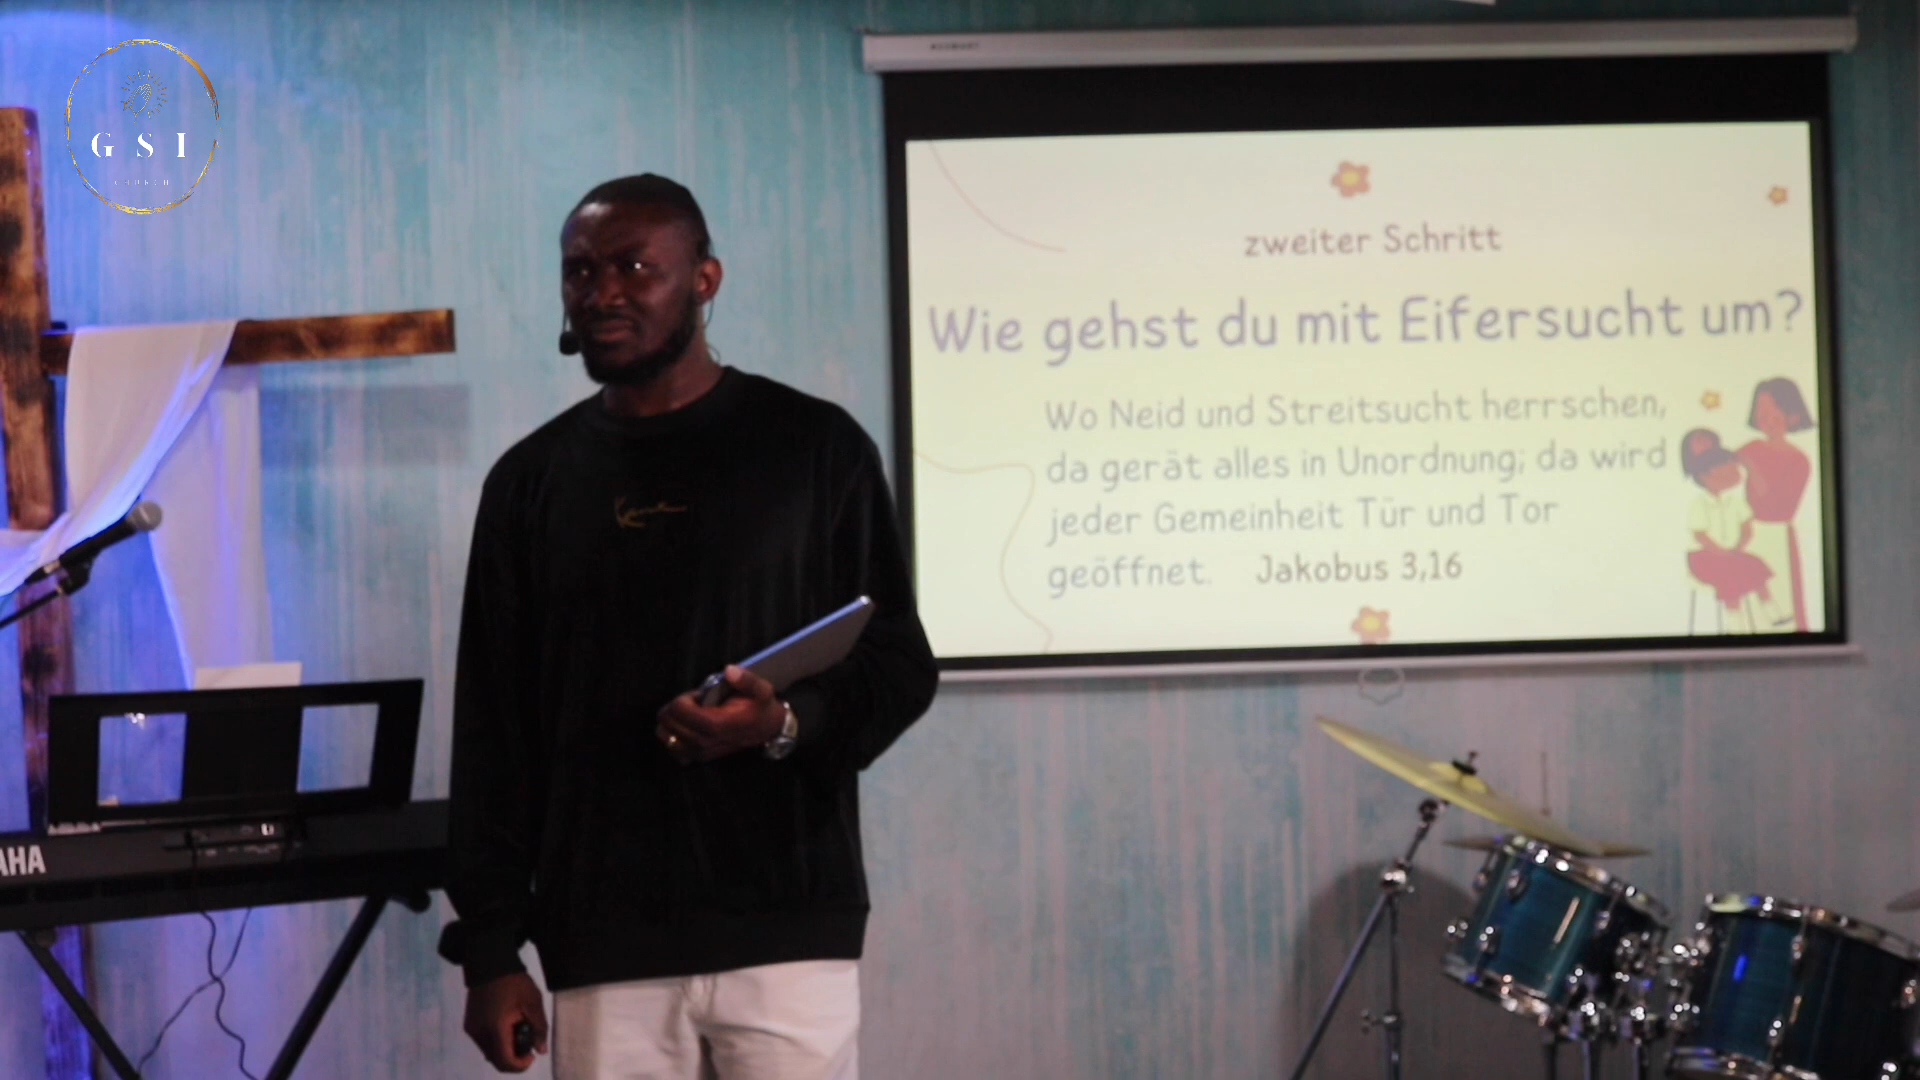 G S I
CHURCH
zweiter Schritt
Wie gehst du mit Eifersucht um?
Wo Neid und Streitsucht herrschen,
da gerät alles in Unordnung; da wird
jeder Gemeinheit Tür und Tor
geöffnet. Jakobus 3,16
AHA